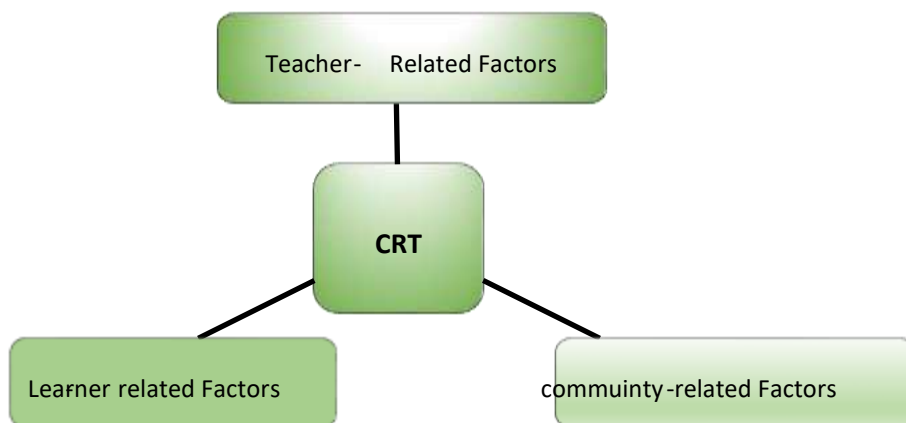 Teacher- Related Factors
CRT
Learner related Factors
commuinty-related Factors